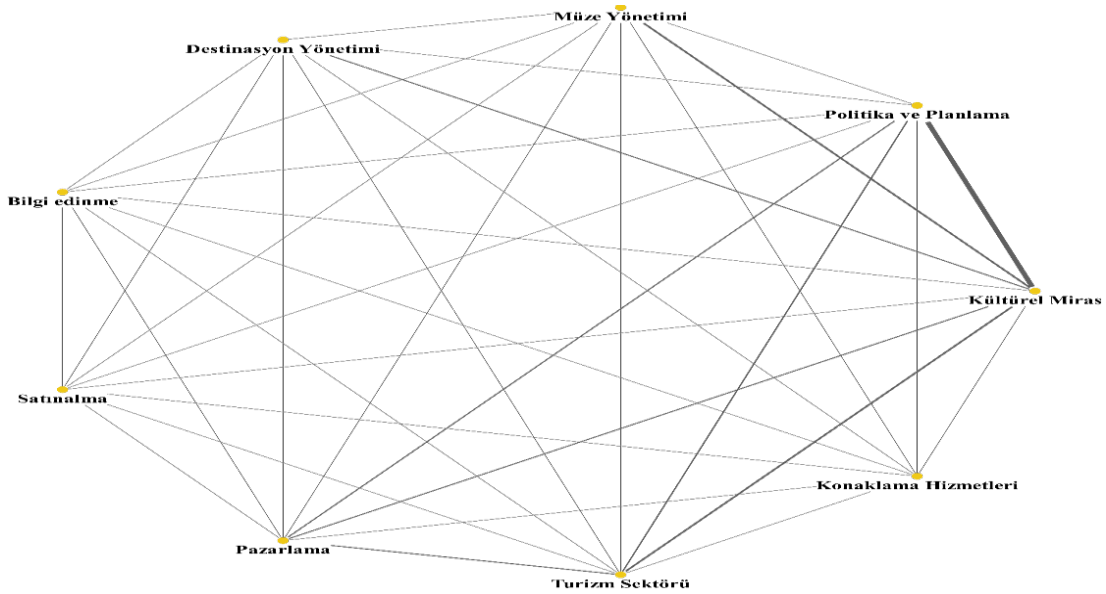 Müze Yönetimi
Destinasyon Yönetimi
Politika ve Planlama
Bilgi edinme
Kültürel Miras
Satınalma
Konaklama Hizmetleri
Pazarlama
Turizm Sektörü